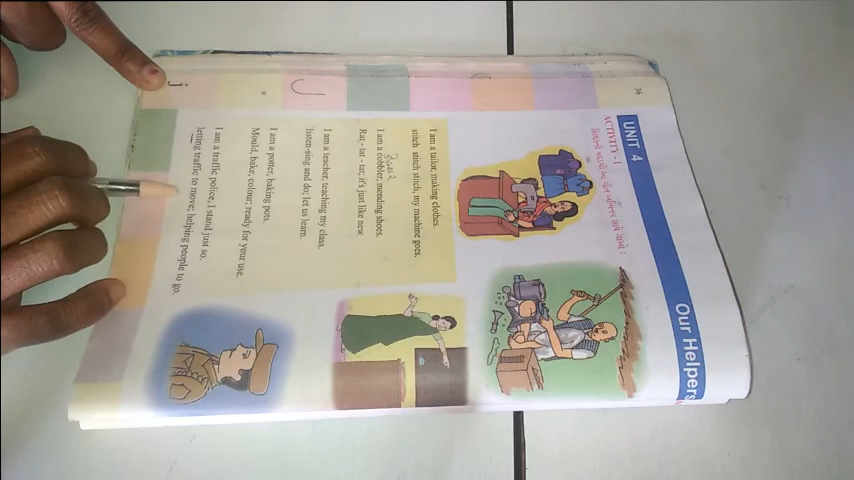 36
UNIT 4
Our Helpers
ACTIVITY - 1
I am a tailor, making clothes.
stitch stitch stitch, my machine goes.
I am a cobbler, mending shoes.
Rat - tat - tat; it's just like new.
I am a teacher, teaching my class.
listen-sing and do; let us learn.
I am a potter, baking pots.
Mould, bake, colour; ready for your use.
I am a traffic police, I stand just so.
letting traffic to move; helping people to go.
j